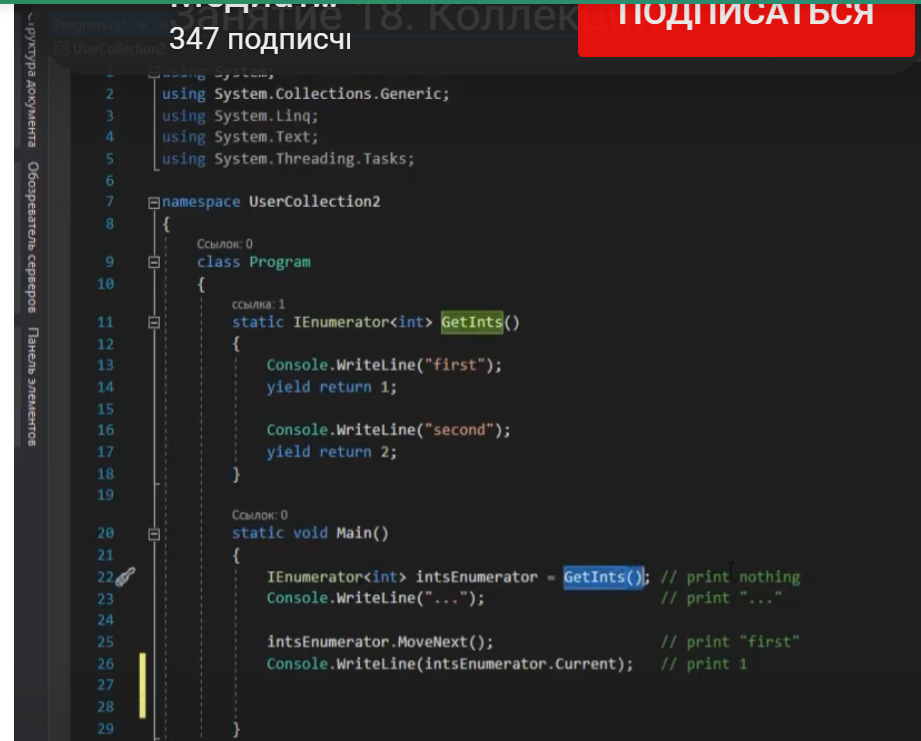 Занятие 18. Коллекц
347 подписчи
ПОДПИСАТЬСЯ
Program.cs*
UserCollection2
Структура документа
Обозреватель серверов
Панель элементов
1 using System;
2 using System.Collections.Generic;
3 using System.Linq;
4 using System.Text;
5 using System.Threading.Tasks;
6
7 namespace UserCollection2
8 {
Ссылок: 0
9 class Program
10 {
ссылка: 1
11 static IEnumerator<int> GetInts()
12 {
13 Console.WriteLine("first");
14 yield return 1;
15
16 Console.WriteLine("second");
17 yield return 2;
18 }
19
Ссылок: 0
20 static void Main()
21 {
22 IEnumerator<int> intsEnumerator = GetInts(); // print nothing
23 Console.WriteLine("..."); // print "..."
24
25 intsEnumerator.MoveNext(); // print "first"
26 Console.WriteLine(intsEnumerator.Current); // print 1
27
28
29 }